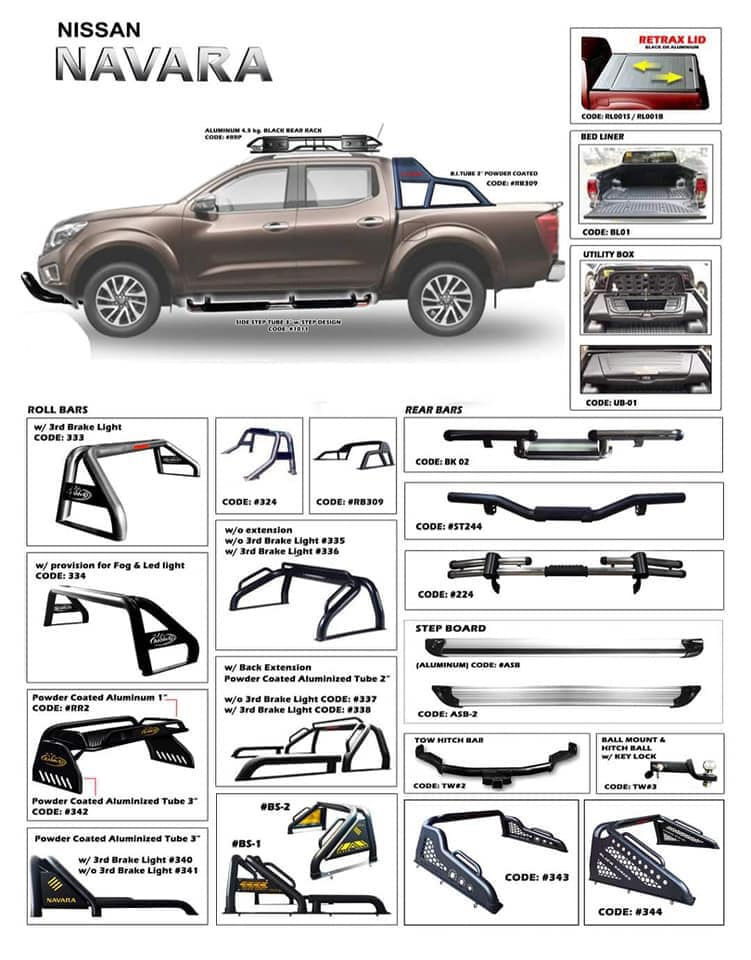 NISSAN
NAVARA
ALUMINUM 4.5 kg. BLACK REAR RACK
CODE: #RRP
B.I.TUBE 3" POWDER COATED
CODE: #RB309
SIDE STEP TUBE 3" w/ STEP DESIGN
CODE: #1011
RETRAX LID
BLACK OR ALUMINIUM
CODE: RL001S / RL001B
BED LINER
CODE: BL01
UTILITY BOX
CODE: UB-01
ROLL BARS
w/ 3rd Brake Light
CODE: 333
CODE: #324
CODE: #RB309
w/ provision for Fog & Led light
CODE: 334
w/o extension
w/o 3rd Brake Light #335
w/ 3rd Brake Light #336
Powder Coated Aluminum 1"
CODE: #RR2
Powder Coated Aluminized Tube 3"
CODE: #342
w/ Back Extension
Powder Coated Aluminized Tube 2"
w/o 3rd Brake Light CODE: #337
w/ 3rd Brake Light CODE: #338
Powder Coated Aluminized Tube 3"
w/ 3rd Brake Light #340
w/o 3rd Brake Light #341
NAVARA
#BS-2
#BS-1
REAR BARS
CODE: BK 02
CODE: #ST244
CODE: #224
STEP BOARD
(ALUMINUM) CODE: #ASB
CODE: ASB-2
TOW HITCH BAR
CODE: TW#2
BALL MOUNT &
HITCH BALL
w/ KEY LOCK
CODE: TW#3
CODE: #343
CODE: #344